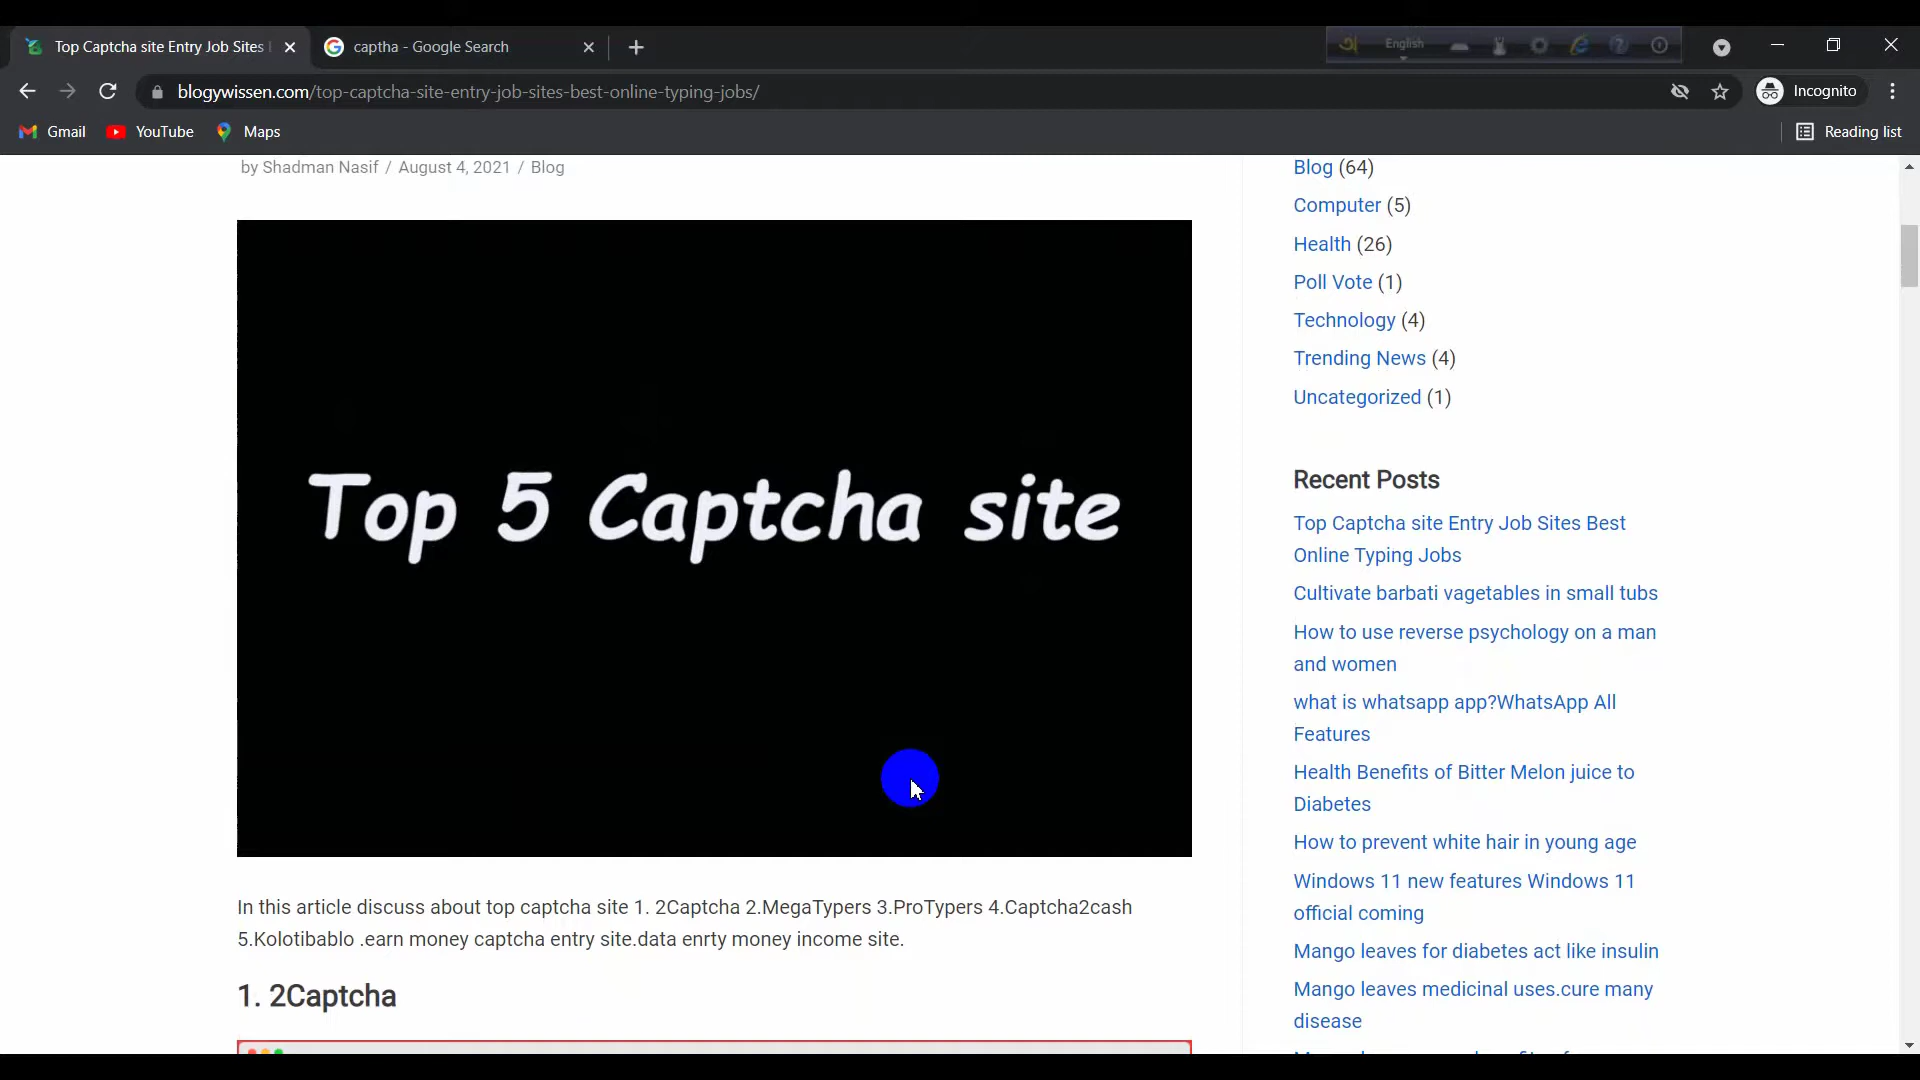 Top Captcha site Entry Job Sites
captha - Google Search
English
blogywissen.com/top-captcha-site-entry-job-sites-best-online-typing-jobs/
Incognito
Gmail
YouTube
Maps
Reading list
by Shadman Nasif / August 4, 2021 / Blog
Top 5 Captcha site
In this article discuss about top captcha site 1. 2Captcha 2.MegaTypers 3.ProTypers 4.Captcha2cash
5.Kolotibablo .earn money captcha entry site.data enrty money income site.
1. 2Captcha
Blog (64)
Computer (5)
Health (26)
Poll Vote (1)
Technology (4)
Trending News (4)
Uncategorized (1)
Recent Posts
Top Captcha site Entry Job Sites Best
Online Typing Jobs
Cultivate barbati vagetables in small tubs
How to use reverse psychology on a man
and women
what is whatsapp app?WhatsApp All
Features
Health Benefits of Bitter Melon juice to
Diabetes
How to prevent white hair in young age
Windows 11 new features Windows 11
official coming
Mango leaves for diabetes act like insulin
Mango leaves medicinal uses.cure many
disease